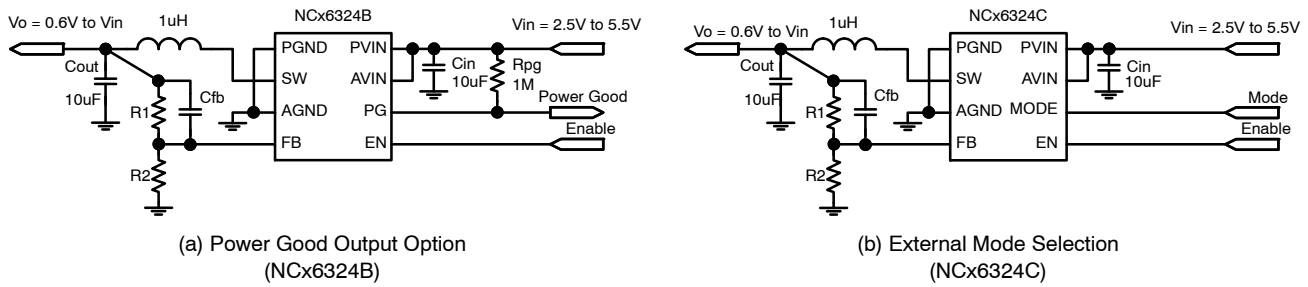 NCx6324B
Vo = 0.6V to Vin
1uH
Vin = 2.5V to 5.5V
PGND
PVIN
Cout
Cin
Rpg
SW
AVIN
10uF
1M
10uF
Cfb
Power Good
R1
AGND
PG
Enable
FB
EN
R2
(a) Power Good Output Option
(NCx6324B)
NCx6324C
Vo = 0.6V to Vin
1uH
Vin = 2.5V to 5.5V
PGND
PVIN
Cout
Cin
SW
AVIN
10uF
10uF
Cfb
Mode
R1
AGND
MODE
Enable
FB
EN
R2
(b) External Mode Selection
(NCx6324C)